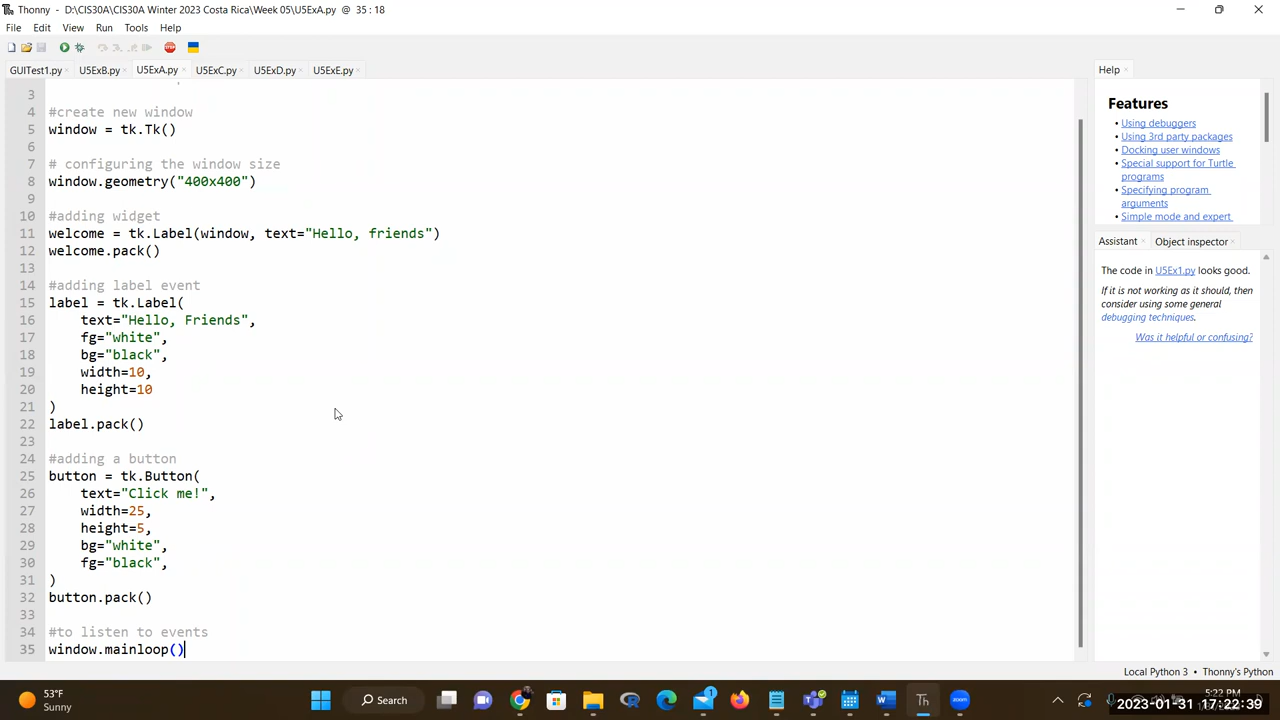 Thonny - D:\CIS30A\CIS30A Winter 2023 Costa Rica\Week 05\U5ExA.py @ 35 : 18
File Edit View Run Tools Help
GUITest1.py U5ExB.py U5ExA.py U5ExC.py U5ExD.py U5ExE.py
3
4 #create new window
5 window = tk.Tk()
6
7 # configuring the window size
8 window.geometry("400x400")
9
10 #adding widget
11 welcome = tk.Label(window, text="Hello, friends")
12 welcome.pack()
13
14 #adding label event
15 label = tk.Label(
16 text="Hello, Friends",
17 fg="white",
18 bg="black",
19 width=10,
20 height=10
21 )
22 label.pack()
23
24 #adding a button
25 button = tk.Button(
26 text="Click me!",
27 width=25,
28 height=5,
29 bg="white",
30 fg="black",
31 )
32 button.pack()
33
34 #to listen to events
35 window.mainloop()
Help
Features
• Using debuggers
• Using 3rd party packages
• Docking user windows
• Special support for Turtle
programs
• Specifying program
arguments
• Simple mode and expert
Assistant Object inspector
The code in U5Ex1.py looks good.
If it is not working as it should, then
consider using some general
debugging techniques.
Was it helpful or confusing?
Local Python 3 • Thonny's Python
53°F
Sunny
Search
1
Th
zoom
5:22 PM
2023-01-31 17:22:39